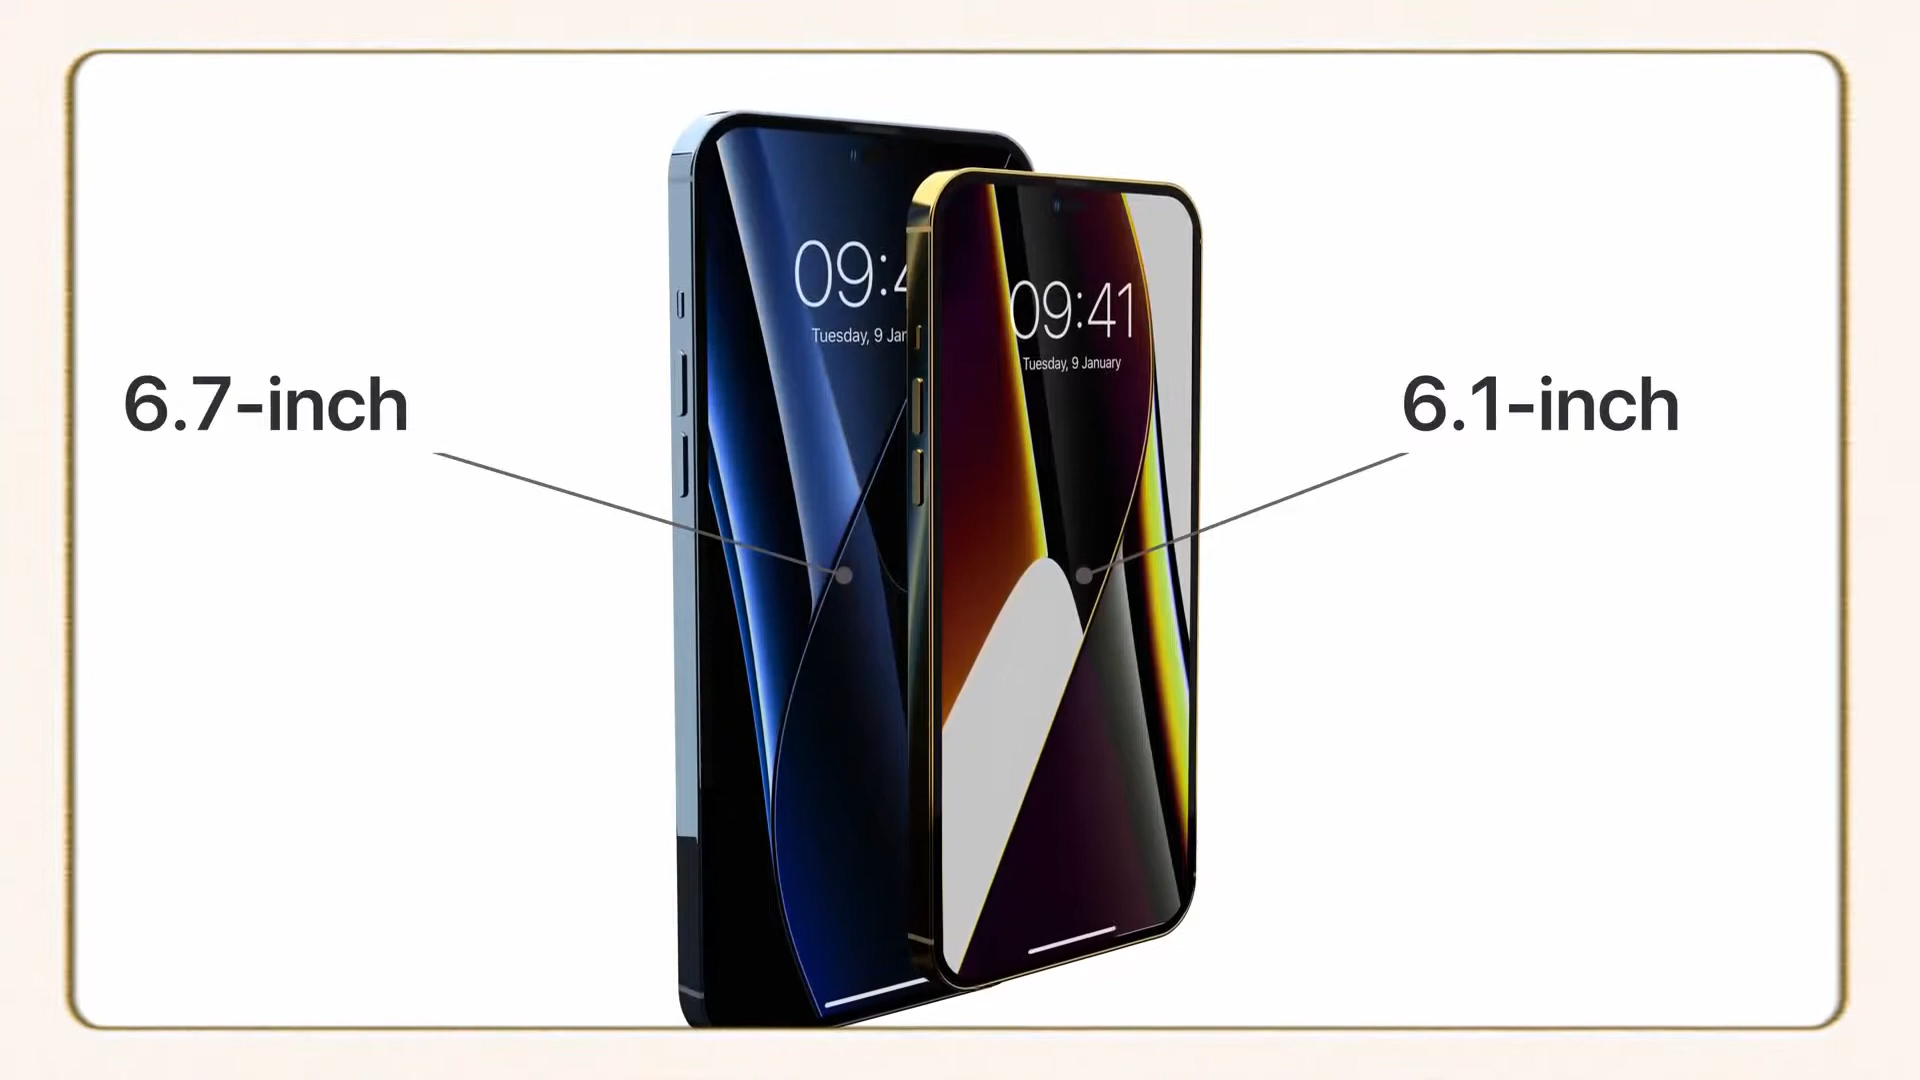 6.7-inch
09:4
Tuesday, 9 Jan
09:41
Tuesday, 9 January
6.1-inch